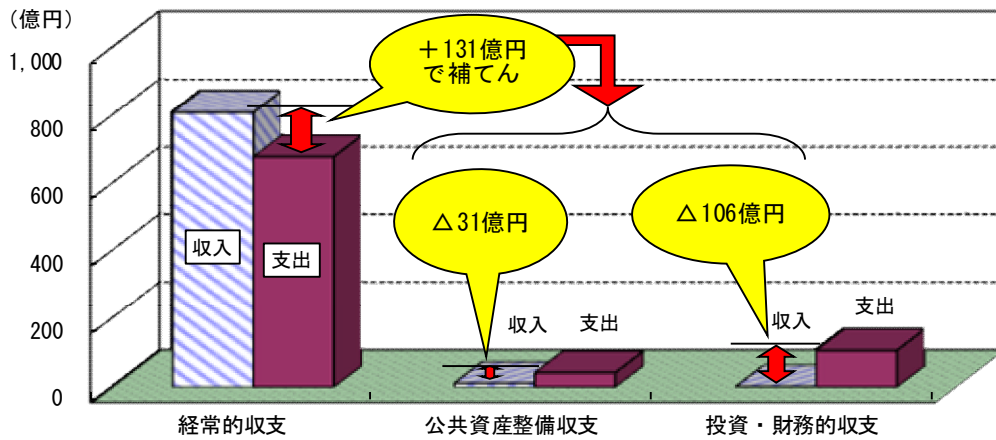 (億円)
1,000
800
600
400
200
0
＋131億円
で補てん
△31億円
△106億円
収入
支出
収入
支出
収入
支出
経常的収支
公共資産整備収支
投資・財務的収支